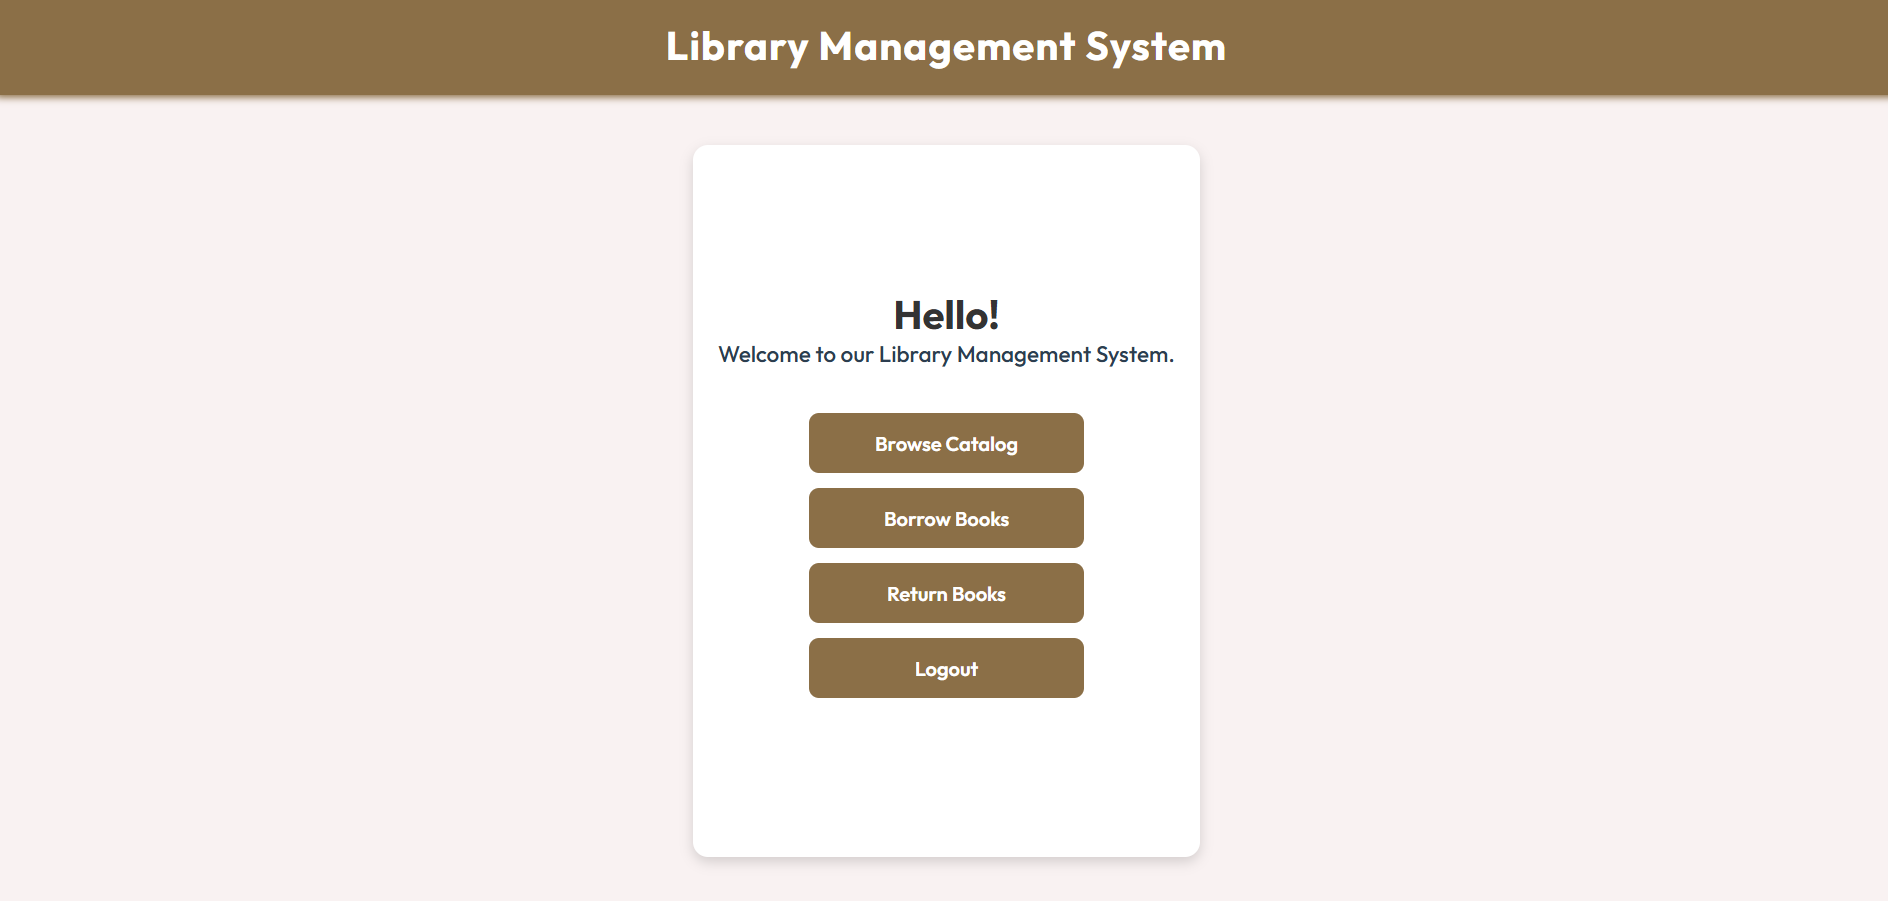 Library Management System
Hello!
Welcome to our Library Management System.
Browse Catalog
Borrow Books
Return Books
Logout